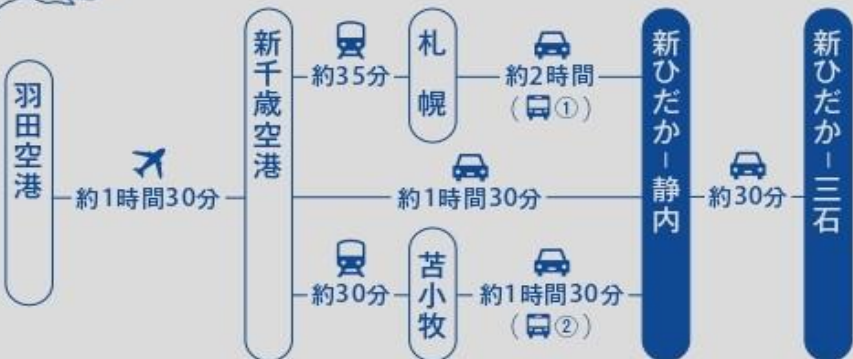 羽田空港
約1時間30分
新千歳空港
約35分
札幌
約2時間
(①)
約1時間30分
約30分
苫小牧
約1時間30分
(②)
新ひだか-静内
約30分
新ひだか-三石